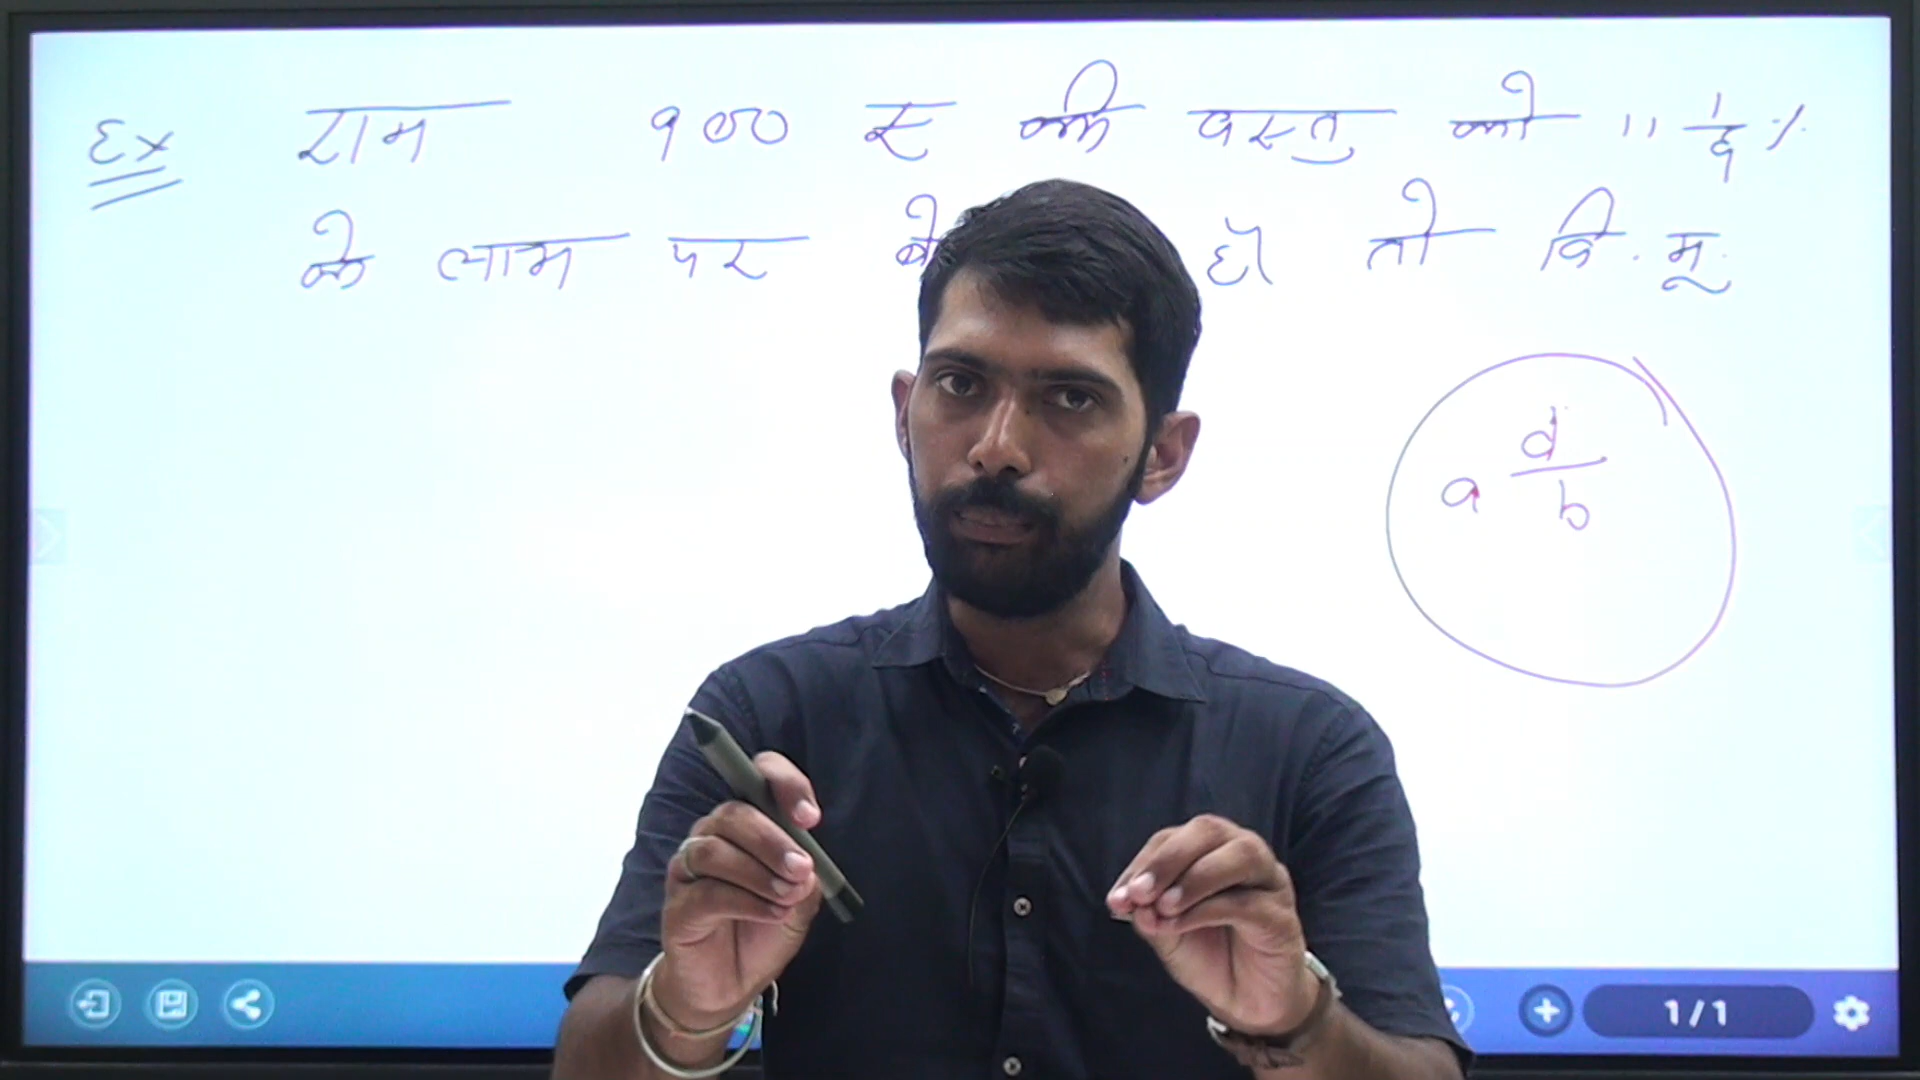 Ex राम 900 रू की वस्तु को 11 1/9 %
के लाभ पर है तो वि. मू.
a d/b
1/1